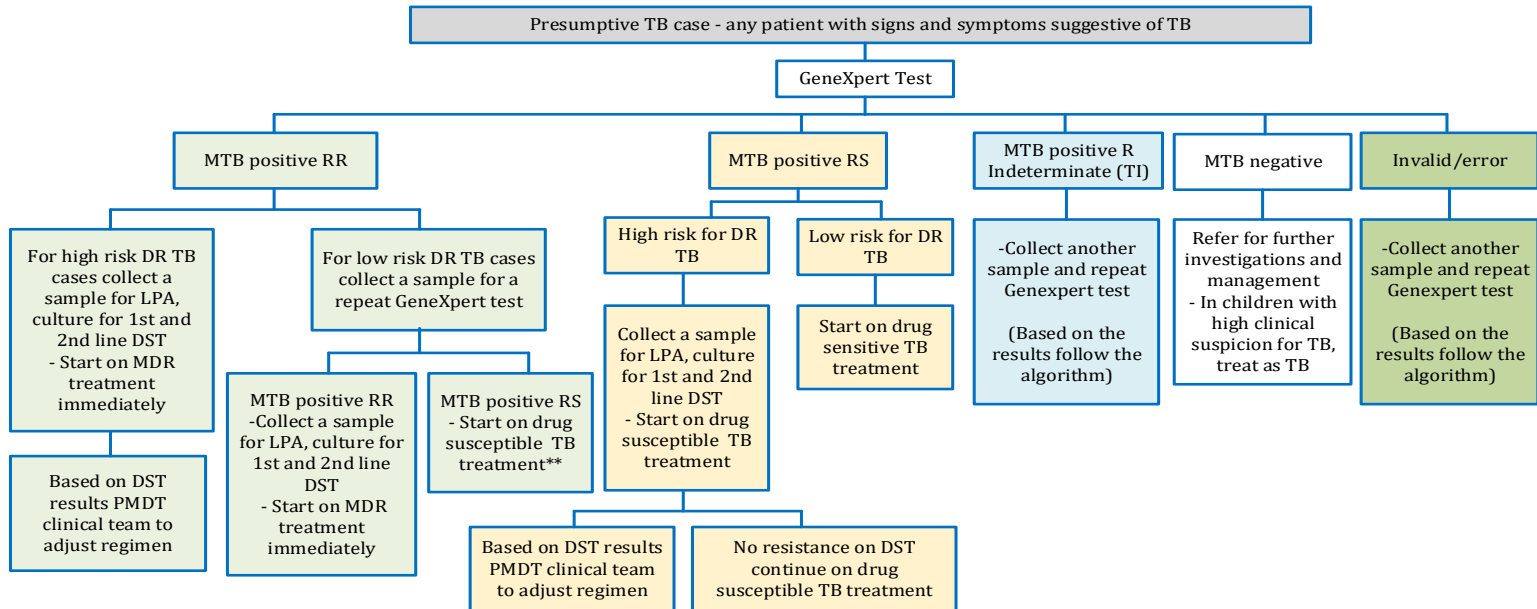 Presumptive TB case - any patient with signs and symptoms suggestive of TB
GeneXpert Test
MTB positive RR
MTB positive RS
MTB positive R
Indeterminate (TI)
MTB negative
Invalid/error
For high risk DR TB
cases collect a
sample for LPA,
culture for 1st and
2nd line DST
- Start on MDR
treatment
immediately
For low risk DR TB cases
collect a sample for a
repeat GeneXpert test
High risk for DR
TB
Low risk for DR
TB
-Collect another
sample and repeat
Genexpert test
(Based on the
results follow the
algorithm)
Refer for further
investigations and
management
- In children with
high clinical
suspicion for TB,
treat as TB
-Collect another
sample and repeat
Genexpert test
(Based on the
results follow the
algorithm)
Collect a sample
for LPA, culture
for 1st and 2nd
line DST
- Start on drug
susceptible TB
treatment
Start on drug
sensitive TB
treatment
MTB positive RR
-Collect a sample
for LPA, culture for
1st and 2nd line
DST
- Start on MDR
treatment
immediately
MTB positive RS
- Start on drug
susceptible TB
treatment**
Based on DST
results PMDT
clinical team to
adjust regimen
Based on DST results
PMDT clinical team
to adjust regimen
No resistance on DST
continue on drug
susceptible TB treatment